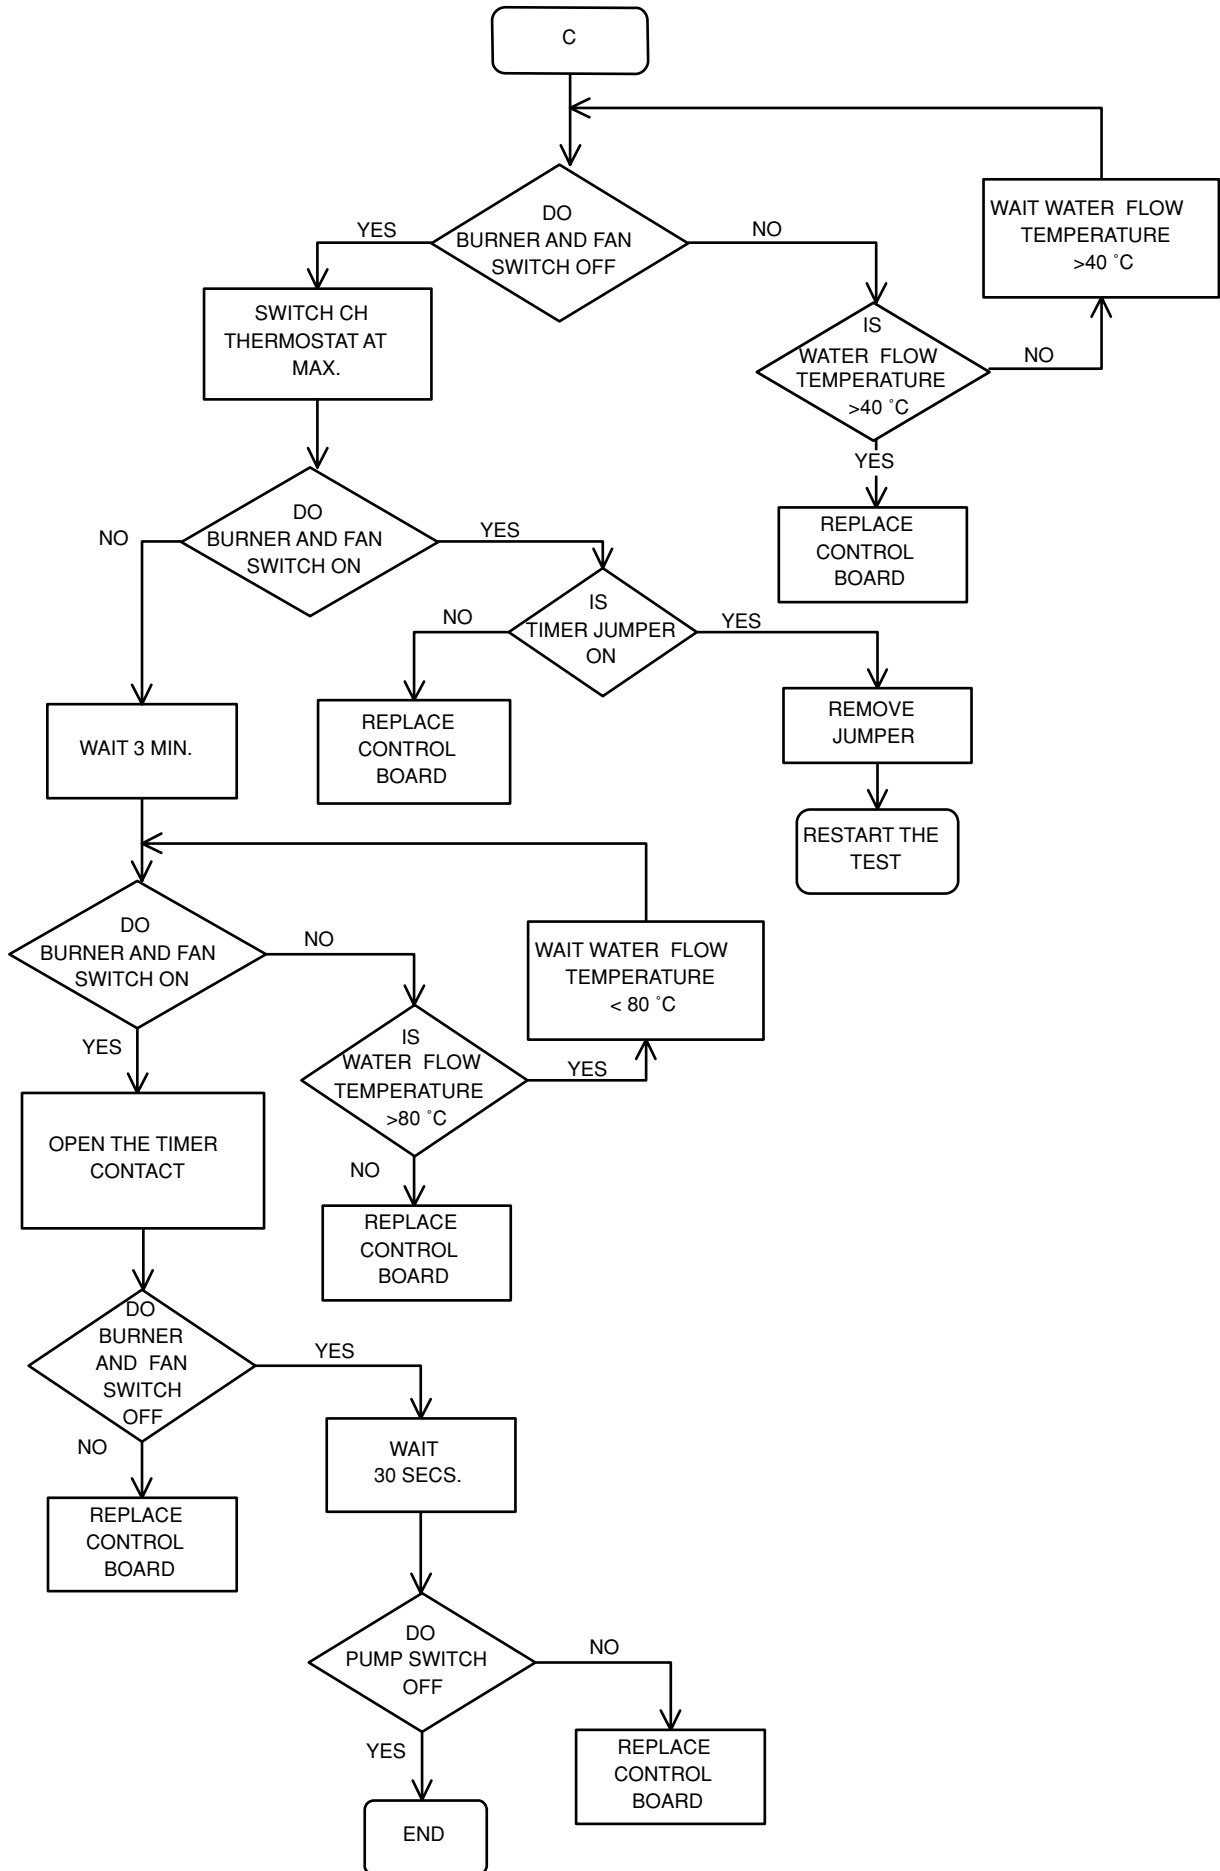 C
DO
BURNER AND FAN
SWITCH OFF
YES
NO
WAIT WATER FLOW
TEMPERATURE
>40 ˚C
SWITCH CH
THERMOSTAT AT
MAX.
IS
WATER FLOW
TEMPERATURE
>40 ˚C
NO
YES
REPLACE
CONTROL
BOARD
DO
BURNER AND FAN
SWITCH ON
NO
YES
IS
TIMER JUMPER
ON
NO
YES
REPLACE
CONTROL
BOARD
REMOVE
JUMPER
RESTART THE
TEST
WAIT 3 MIN.
DO
BURNER AND FAN
SWITCH ON
NO
YES
WAIT WATER FLOW
TEMPERATURE
< 80 ˚C
IS
WATER FLOW
TEMPERATURE
>80 ˚C
YES
NO
REPLACE
CONTROL
BOARD
OPEN THE TIMER
CONTACT
DO
BURNER
AND FAN
SWITCH
OFF
YES
NO
REPLACE
CONTROL
BOARD
WAIT
30 SECS.
DO
PUMP SWITCH
OFF
NO
YES
REPLACE
CONTROL
BOARD
END